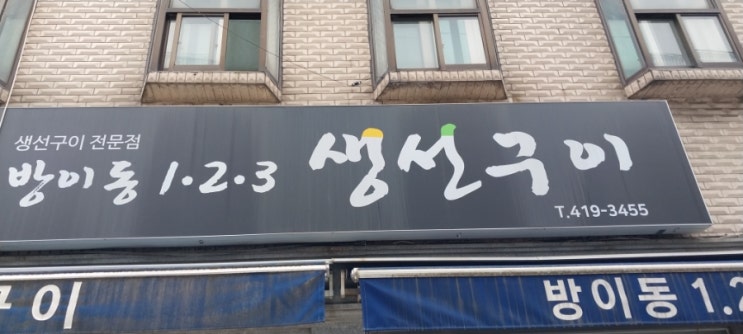 생선구이 전문점
방이동 1.2.3 생선구이
T.419-3455
구이
방이동 1.2